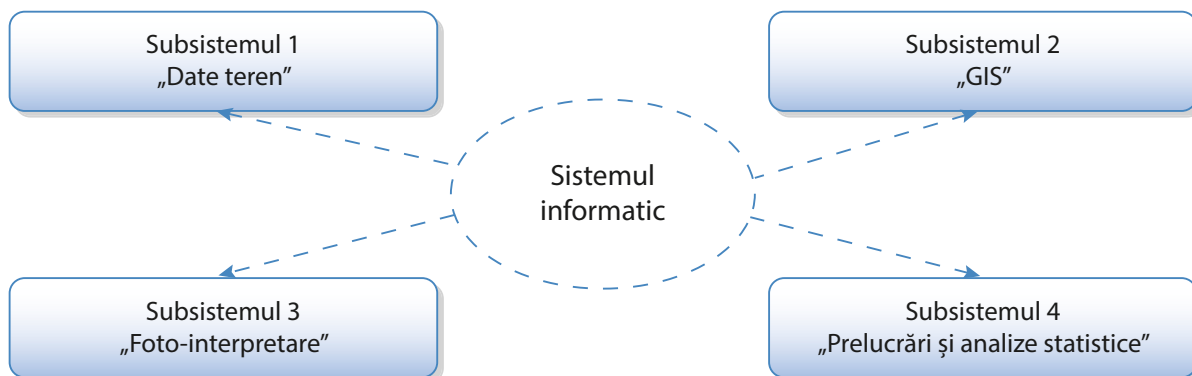 Subsistemul 1
„Date teren”
Subsistemul 2
„GIS”
Sistemul
informatic
Subsistemul 3
„Foto-interpretare”
Subsistemul 4
„Prelucrări și analize statistice”